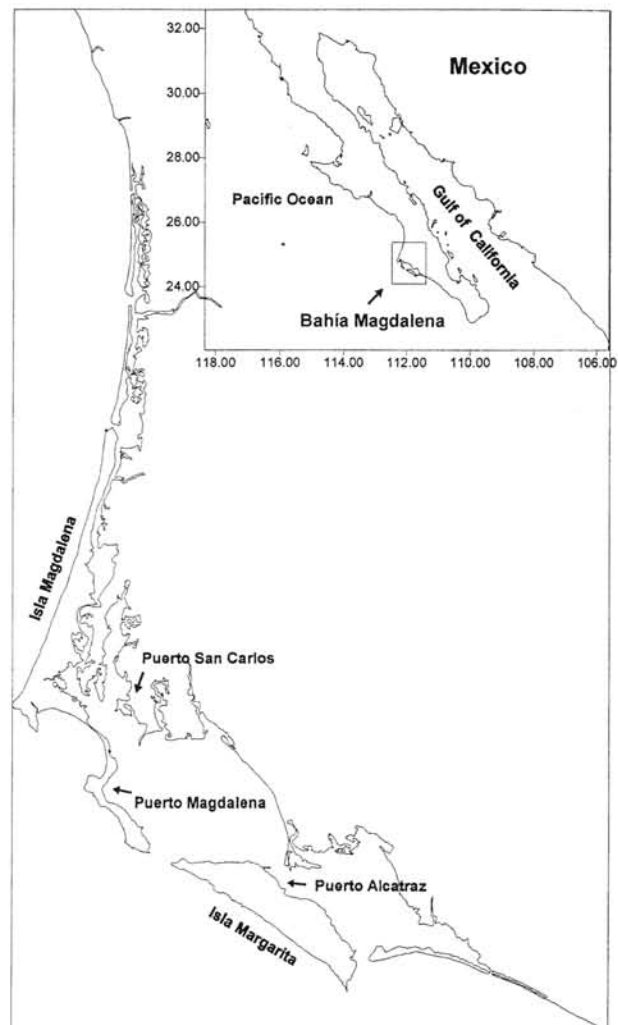 32.00
Mexico
30.00
28.00
Pacific Ocean
Gulf of California
26.00
24.00
Bahía Magdalena
118.00 116.00 114.00 112.00 110.00 108.00 106.00
Isla Magdalena
Puerto San Carlos
Puerto Magdalena
Puerto Alcatraz
Isla Margarita